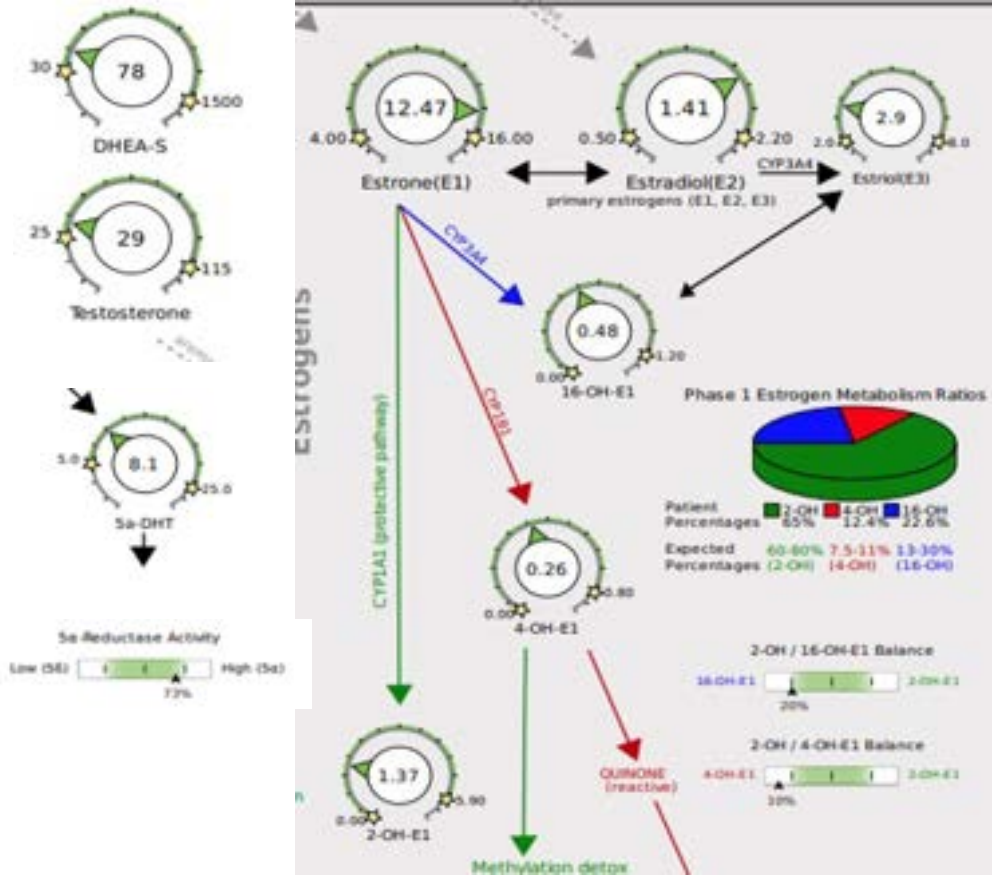 78
30
1500
DHEA-S
29
25
115
Testosterone
5.0
8.1
25.0
5a-DHT
5α-Reductase Activity
Low (5ß)
High (5α)
73%
12.47
4.00
16.00
Estrone(E1)
1.41
0.50
2.20
Estradiol(E2)
primary estrogens (E1, E2, E3)
CYP3A4
2.9
2.0
8.0
Estriol(E3)
Estrogens
CYP3A4
0.48
0.00
1.20
16-OH-E1
CYP1B1
CYP1A1 (protective pathway)
Phase 1 Estrogen Metabolism Ratios
Patient 2-OH 4-OH 16-OH
Percentages 65% 12.4% 22.6%
Expected 60-80% 7.5-11% 13-30%
Percentages (2-OH) (4-OH) (16-OH)
0.26
0.00
0.80
4-OH-E1
2-OH / 16-OH-E1 Balance
16-OH-E1
2-OH-E1
20%
2-OH / 4-OH-E1 Balance
4-OH-E1
2-OH-E1
10%
1.37
0.00
5.90
2-OH-E1
QUINONE
(reactive)
Methylation detox